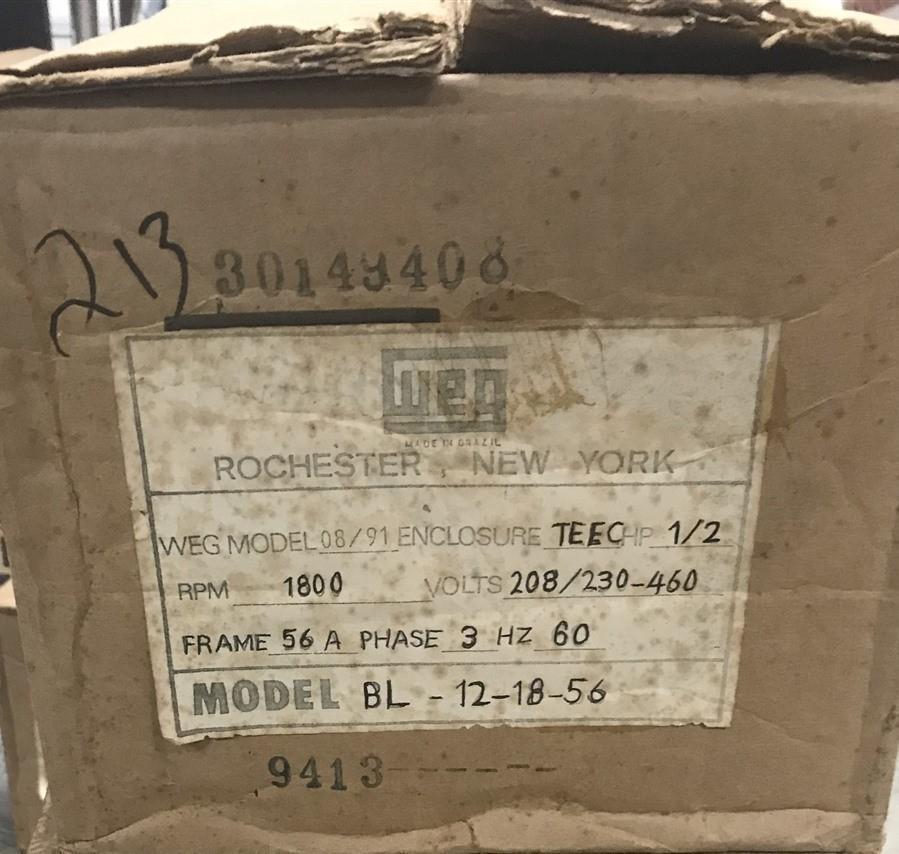 213
30149408
weg
MADE IN BRAZIL
ROCHESTER, NEW YORK
WEG MODEL 08/91 ENCLOSURE TEEC HP 1/2
RPM 1800 VOLTS 208/230-460
FRAME 56 A PHASE 3 HZ 60
MODEL BL - 12-18-56
9413------